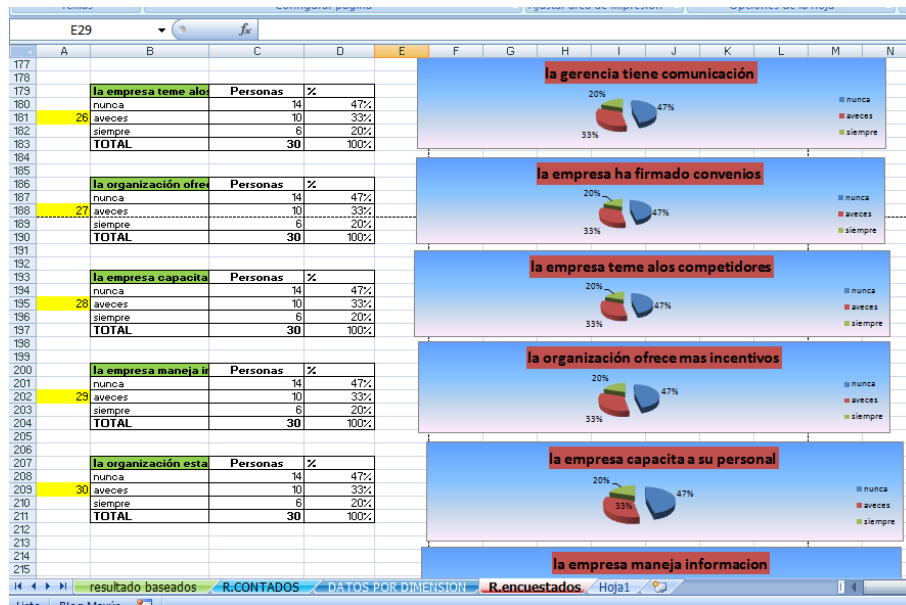 E29
fx
A B C D E F G H I J K L M N
177
178
179 la empresa teme alos Personas %
180 nunca 14 47%
181 26 aveces 10 33%
182 siempre 6 20%
183 TOTAL 30 100%
184
185
186 la organización ofrec Personas %
187 nunca 14 47%
188 27 aveces 10 33%
189 siempre 6 20%
190 TOTAL 30 100%
191
192
193 la empresa capacita Personas %
194 nunca 14 47%
195 28 aveces 10 33%
196 siempre 6 20%
197 TOTAL 30 100%
198
199
200 la empresa maneja ir Personas %
201 nunca 14 47%
202 29 aveces 10 33%
203 siempre 6 20%
204 TOTAL 30 100%
205
206
207 la organización esta Personas %
208 nunca 14 47%
209 30 aveces 10 33%
210 siempre 6 20%
211 TOTAL 30 100%
212
213
214
215
la gerencia tiene comunicación
20%
47%
33%
nunca
aveces
siempre
la empresa ha firmado convenios
20%
47%
33%
nunca
aveces
siempre
la empresa teme alos competidores
20%
47%
33%
nunca
aveces
siempre
la organización ofrece mas incentivos
20%
47%
33%
nunca
aveces
siempre
la empresa capacita a su personal
20%
47%
33%
nunca
aveces
siempre
la empresa maneja informacion
resultado baseados R.CONTADOS DATOS POR DIMENSION R.encuestados Hoja1